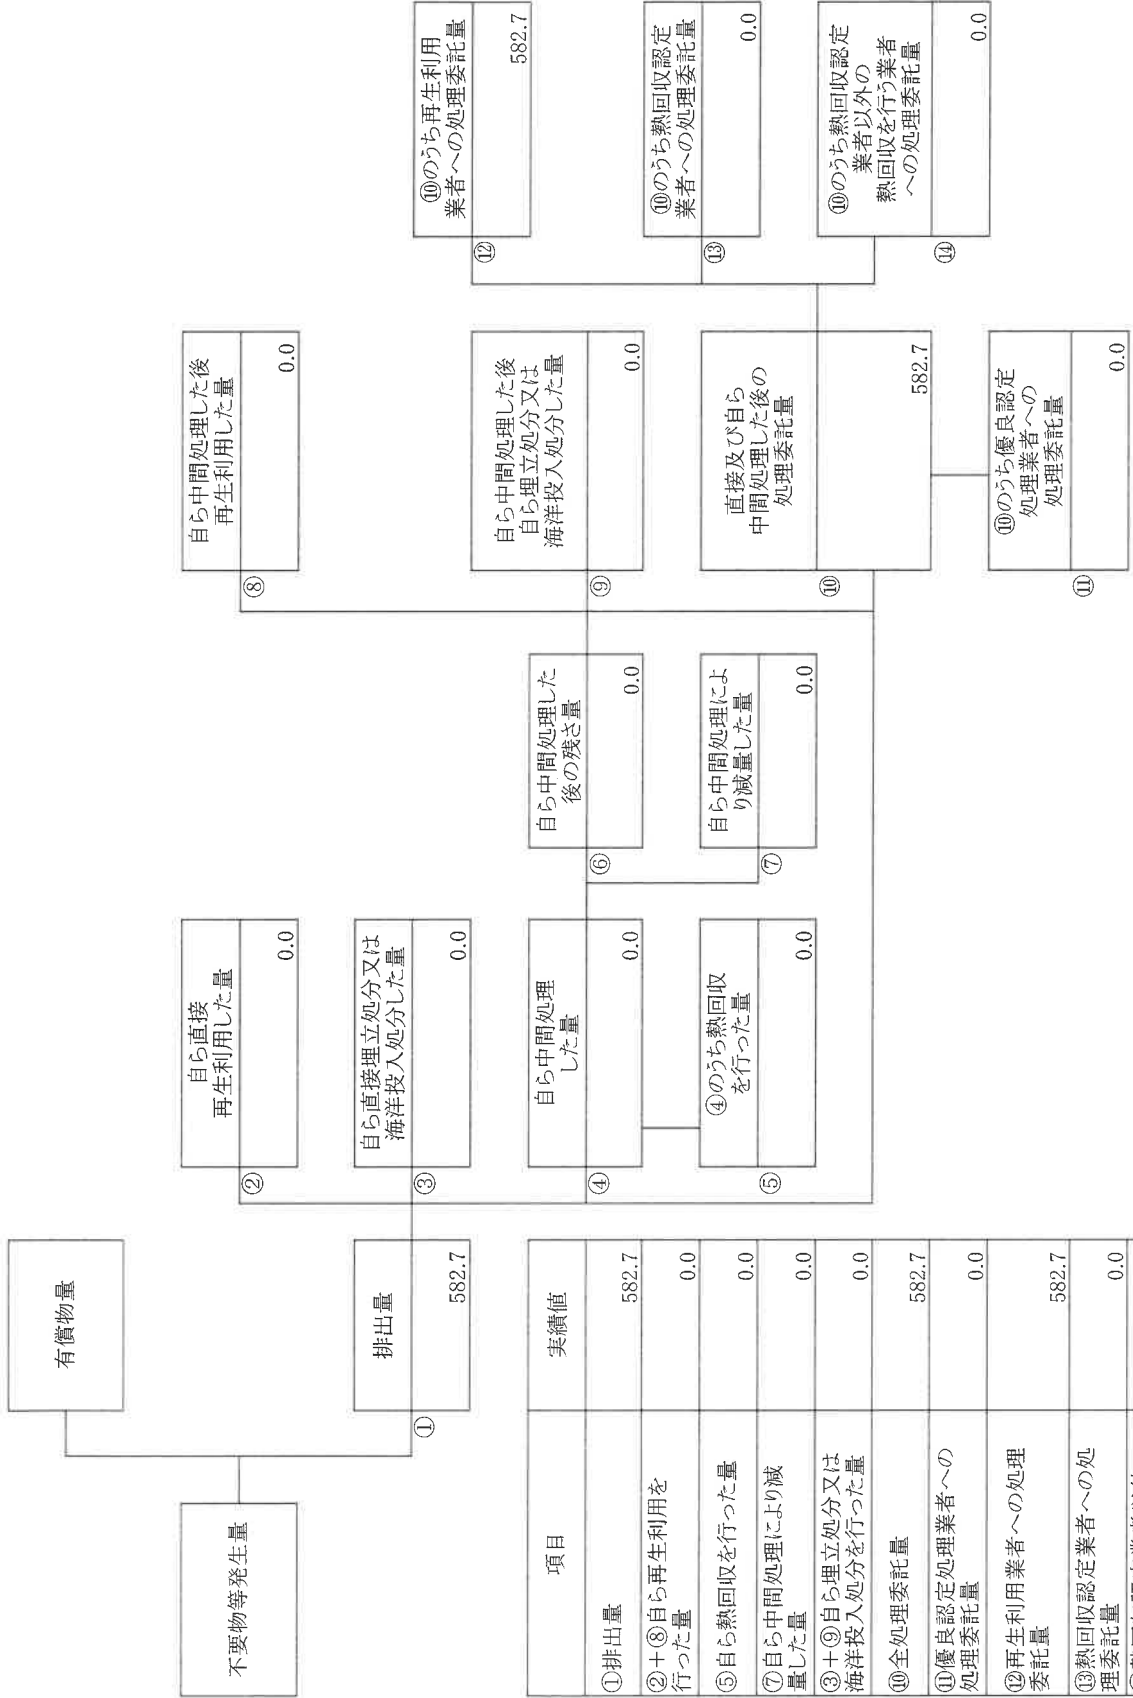 不要物等発生量
有償物量
排出量
①
582.7
自ら直接
再生利用した量
②
0.0
自ら直接埋立処分又は
海洋投入処分した量
③
0.0
自ら中間処理
した量
④
0.0
④のうち熱回収
を行った量
⑤
0.0
自ら中間処理した
後の残さ量
⑥
0.0
自ら中間処理によ
り減量した量
⑦
0.0
自ら中間処理した後
再生利用した量
⑧
0.0
自ら中間処理した後
自ら埋立処分又は
海洋投入処分した量
⑨
0.0
直接及び自ら
中間処理した後の
処理委託量
⑩
582.7
⑩のうち優良認定
処理業者への
処理委託量
⑪
0.0
⑩のうち再生利用
業者への処理委託量
⑫
582.7
⑩のうち熱回収認定
業者への処理委託量
⑬
0.0
⑩のうち熱回収認定
業者以外の
熱回収を行う業者
への処理委託量
⑭
0.0
項目
実績値
①排出量
582.7
②+⑧自ら再生利用を
行った量
0.0
⑤自ら熱回収を行った量
0.0
⑦自ら中間処理により減
量した量
0.0
③+⑨自ら埋立処分又は
海洋投入処分を行った量
0.0
⑩全処理委託量
582.7
⑪優良認定処理業者への
処理委託量
0.0
⑫再生利用業者への処理
委託量
582.7
⑬熱回収認定業者への処
理委託量
0.0